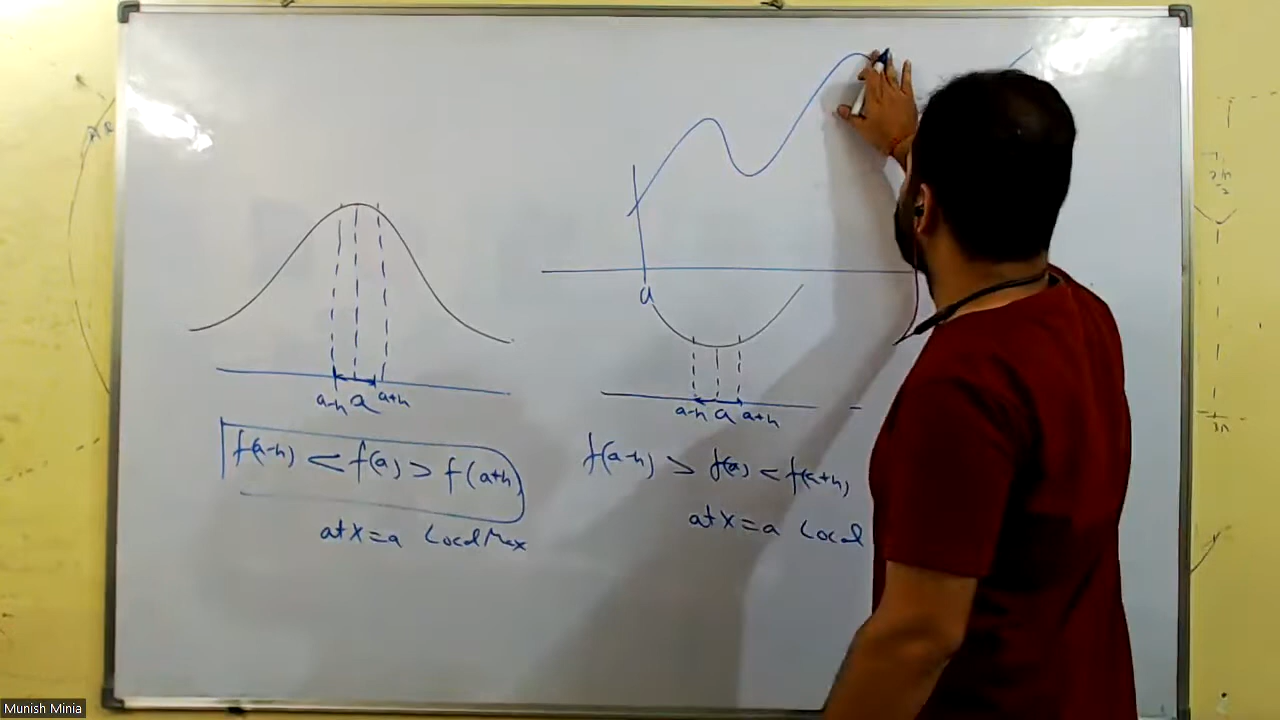 a
a-h a a+h
f(a-h) < f(a) > f(a+h)
at x = a Local Max
a-h a a+h
f(a-h) > f(a) < f(a+h)
at x = a Local
Munish Minia